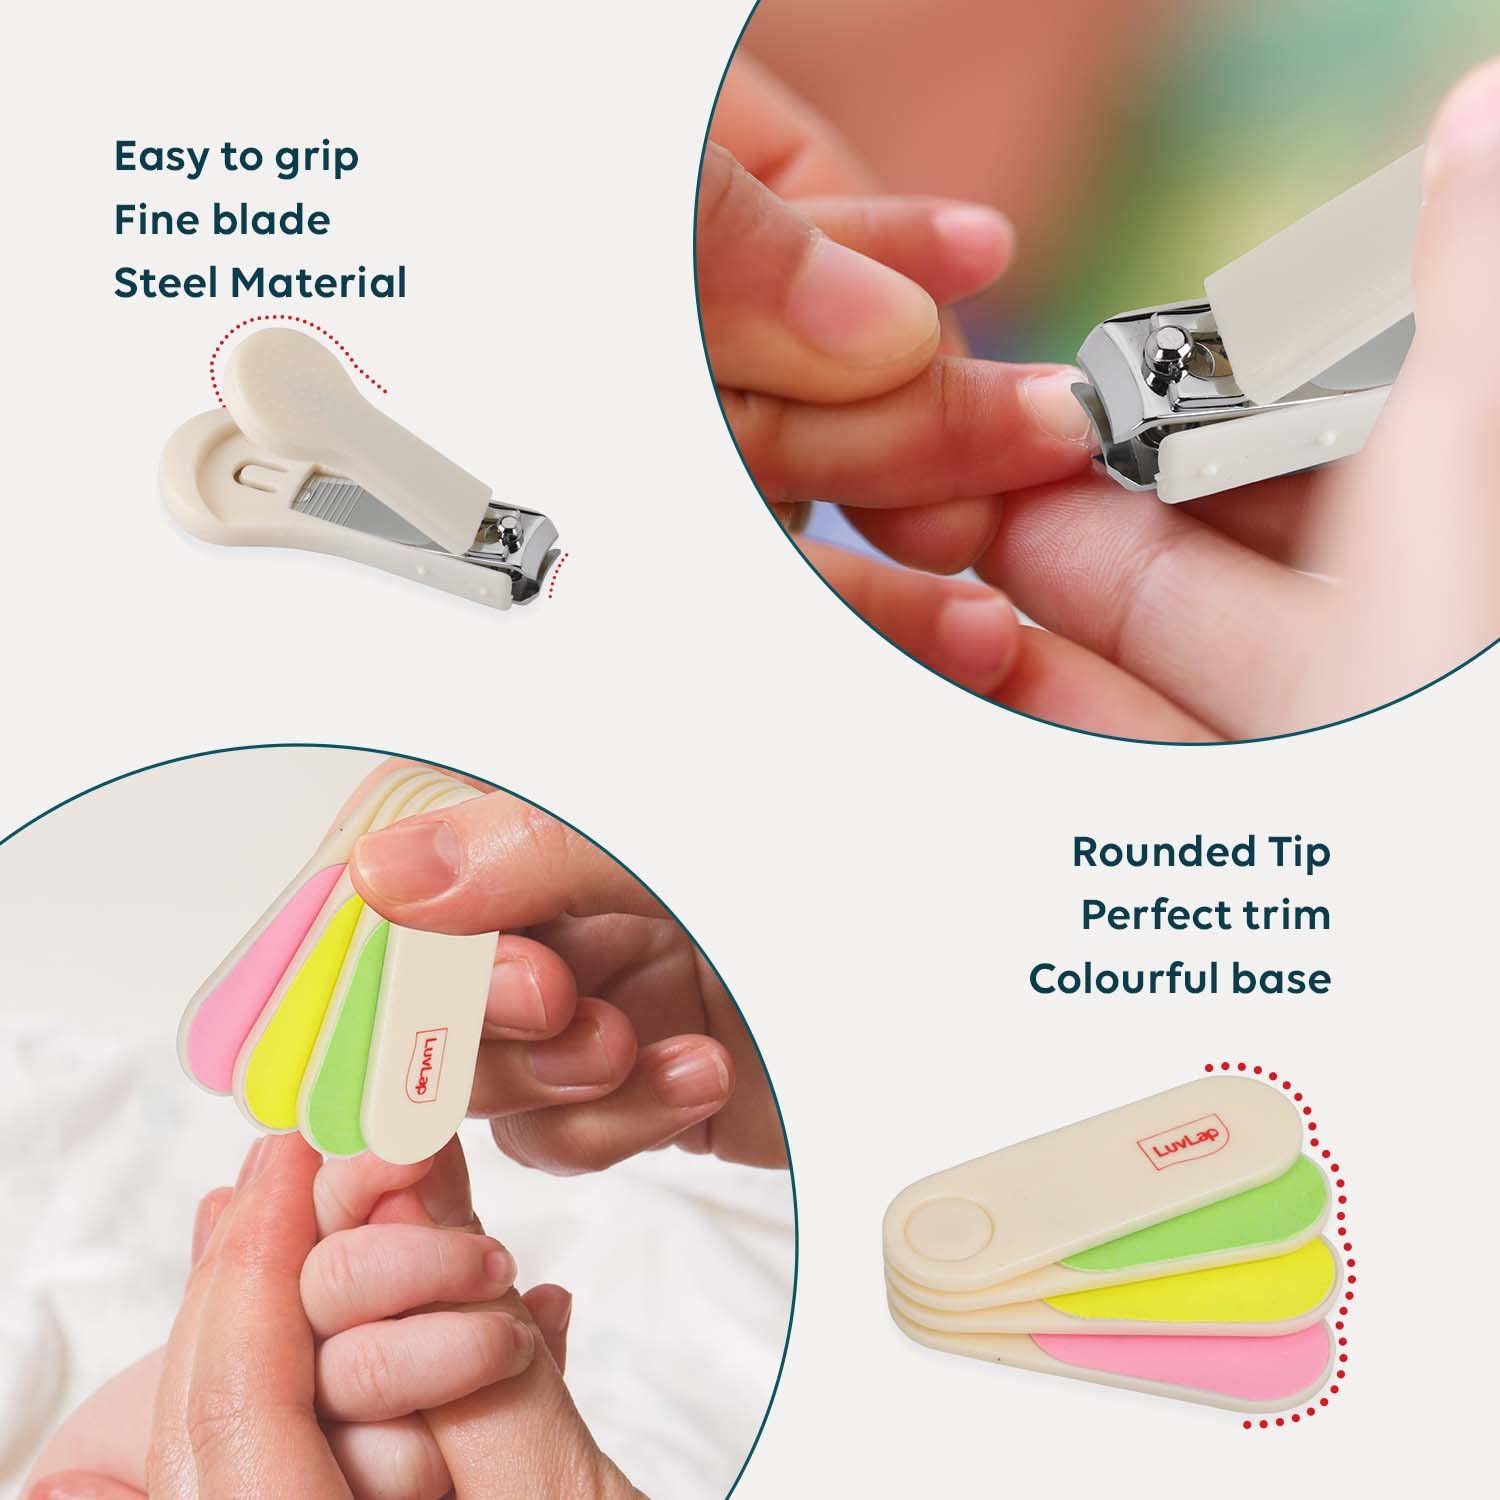 Easy to grip
Fine blade
Steel Material
LuvLap
Rounded Tip
Perfect trim
Colourful base
LuvLap